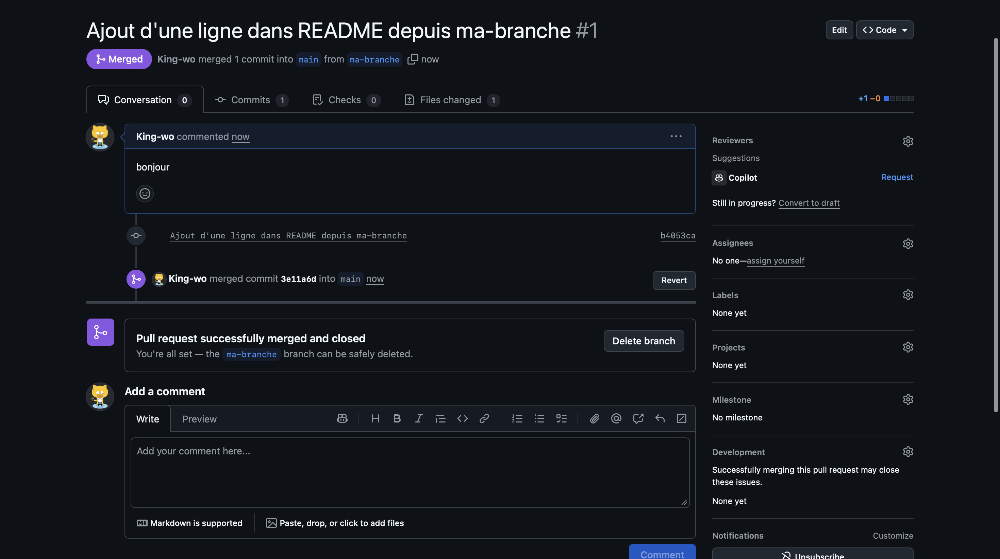 Ajout d'une ligne dans README depuis ma-branche #1
Edit
Code
Merged
King-wo merged 1 commit into main from ma-branche now
Conversation 0
Commits 1
Checks 0
Files changed 1
+1 −0
King-wo commented now
bonjour
Ajout d'une ligne dans README depuis ma-branche
b4053ca
King-wo merged commit 3e11a6d into main now
Revert
Pull request successfully merged and closed
You're all set — the ma-branche branch can be safely deleted.
Delete branch
Add a comment
Write
Preview
Add your comment here...
Markdown is supported
Paste, drop, or click to add files
Comment
Reviewers
Suggestions
Copilot
Request
Still in progress? Convert to draft
Assignees
No one—assign yourself
Labels
None yet
Projects
None yet
Milestone
No milestone
Development
Successfully merging this pull request may close
these issues.
None yet
Notifications
Customize
Unsubscribe